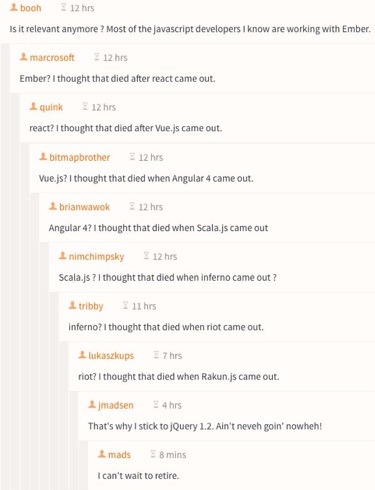 booh 12 hrs
Is it relevant anymore ? Most of the javascript developers I know are working with Ember.
marcrosoft 12 hrs
Ember? I thought that died after react came out.
quink 12 hrs
react? I thought that died after Vue.js came out.
bitmapbrother 12 hrs
Vue.js? I thought that died when Angular 4 came out.
brianwawok 12 hrs
Angular 4? I thought that died when Scala.js came out
nimchimpsky 12 hrs
Scala.js ? I thought that died when inferno came out ?
tribby 11 hrs
inferno? I thought that died when riot came out.
lukaszkups 7 hrs
riot? I thought that died when Rakun.js came out.
jmadsen 4 hrs
That's why I stick to jQuery 1.2. Ain't neveh goin' nowheh!
mads 8 mins
I can't wait to retire.